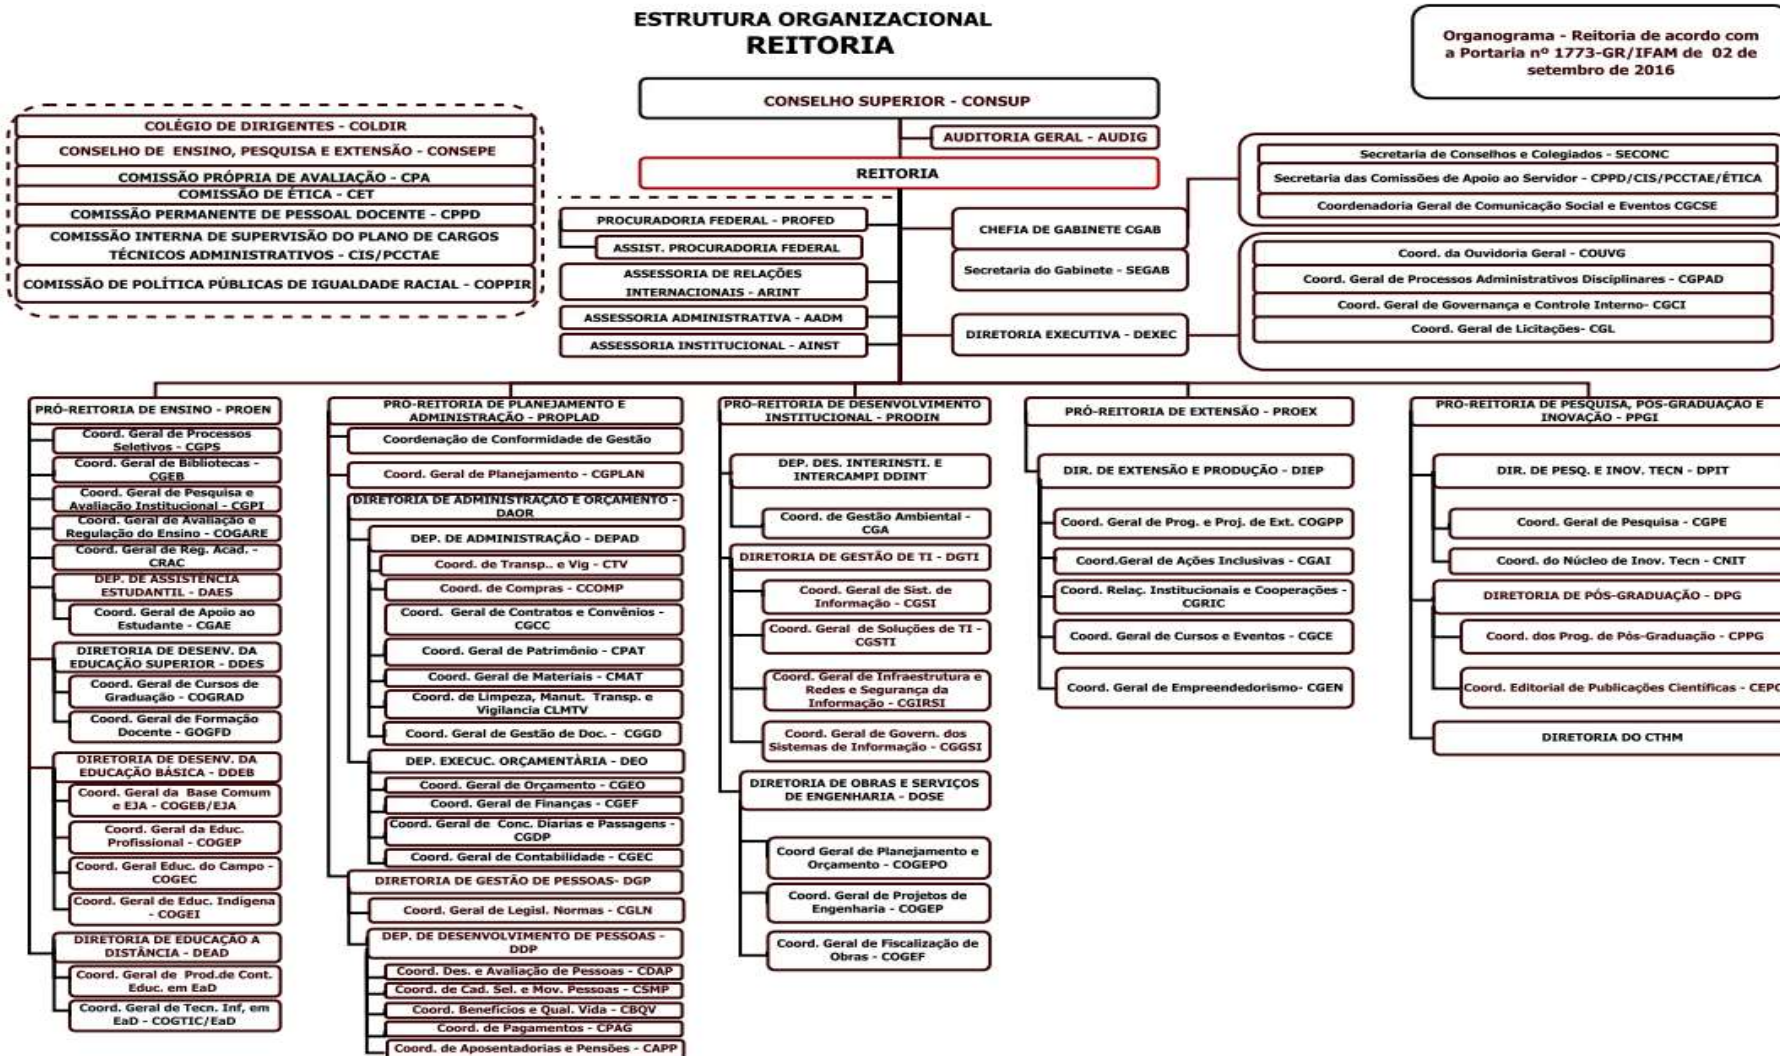 ESTRUTURA ORGANIZACIONAL
REITORIA
Organograma - Reitoria de acordo com
a Portaria nº 1773-GR/IFAM de 02 de
setembro de 2016
CONSELHO SUPERIOR - CONSUP
AUDITORIA GERAL - AUDIG
REITORIA
COLÉGIO DE DIRIGENTES - COLDIR
CONSELHO DE ENSINO, PESQUISA E EXTENSÃO - CONSEPE
COMISSÃO PRÓPRIA DE AVALIAÇÃO - CPA
COMISSÃO DE ÉTICA - CET
COMISSÃO PERMANENTE DE PESSOAL DOCENTE - CPPD
COMISSÃO INTERNA DE SUPERVISÃO DO PLANO DE CARGOS
TÉCNICOS ADMINISTRATIVOS - CIS/PCCTAE
COMISSÃO DE POLÍTICA PÚBLICAS DE IGUALDADE RACIAL - COPPIR
PROCURADORIA FEDERAL - PROFED
ASSIST. PROCURADORIA FEDERAL
ASSESSORIA DE RELAÇÕES
INTERNACIONAIS - ARINT
ASSESSORIA ADMINISTRATIVA - AADM
ASSESSORIA INSTITUCIONAL - AINST
CHEFIA DE GABINETE CGAB
Secretaria do Gabinete - SEGAB
DIRETORIA EXECUTIVA - DEXEC
Secretaria de Conselhos e Colegiados - SECONC
Secretaria das Comissões de Apoio ao Servidor - CPPD/CIS/PCCTAE/ÉTICA
Coordenadoria Geral de Comunicação Social e Eventos CGCSE
Coord. da Ouvidoria Geral - COUVG
Coord. Geral de Processos Administrativos Disciplinares - CGPAD
Coord. Geral de Governança e Controle Interno- CGCI
Coord. Geral de Licitações- CGL
PRÓ-REITORIA DE ENSINO - PROEN
Coord. Geral de Processos
Seletivos - CGPS
Coord. Geral de Bibliotecas -
CGEB
Coord. Geral de Pesquisa e
Avaliação Institucional - CGPI
Coord. Geral de Avaliação e
Regulação do Ensino - COGARE
Coord. Geral de Reg. Acad. -
CRAC
DEP. DE ASSISTENCIA
ESTUDANTIL - DAES
Coord. Geral de Apoio ao
Estudante - CGAE
DIRETORIA DE DESENV. DA
EDUCAÇÃO SUPERIOR - DDES
Coord. Geral de Cursos de
Graduação - COGRAD
Coord. Geral de Formação
Docente - GOGFD
DIRETORIA DE DESENV. DA
EDUCAÇÃO BÁSICA - DDEB
Coord. Geral da Base Comum
e EJA - COGEB/EJA
Coord. Geral da Educ.
Profissional - COGEP
Coord. Geral Educ. do Campo -
COGEC
Coord. Geral de Educ. Indígena
- COGEI
DIRETORIA DE EDUCAÇÃO A
DISTÂNCIA - DEAD
Coord. Geral de Prod.de Cont.
Educ. em EaD
Coord. Geral de Tecn. Inf, em
EaD - COGTIC/EaD
PRÓ-REITORIA DE PLANEJAMENTO E
ADMINISTRAÇÃO - PROPLAD
Coordenação de Conformidade de Gestão
Coord. Geral de Planejamento - CGPLAN
DIRETORIA DE ADMINISTRAÇÃO E ORÇAMENTO -
DAOR
DEP. DE ADMINISTRAÇÃO - DEPAD
Coord. de Transp.. e Vig - CTV
Coord. de Compras - CCOMP
Coord. Geral de Contratos e Convênios -
CGCC
Coord. Geral de Patrimônio - CPAT
Coord. Geral de Materiais - CMAT
Coord. de Limpeza, Manut. Transp. e
Vigilancia CLMTV
Coord. Geral de Gestão de Doc. - CGGD
DEP. EXECUC. ORÇAMENTÀRIA - DEO
Coord. Geral de Orçamento - CGEO
Coord. Geral de Finanças - CGEF
Coord. Geral de Conc. Diarias e Passagens -
CGDP
Coord. Geral de Contabilidade - CGEC
DIRETORIA DE GESTÃO DE PESSOAS- DGP
Coord. Geral de Legisl. Normas - CGLN
DEP. DE DESENVOLVIMENTO DE PESSOAS -
DDP
Coord. Des. e Avaliação de Pessoas - CDAP
Coord. de Cad. Sel. e Mov. Pessoas - CSMP
Coord. Beneficios e Qual. Vida - CBQV
Coord. de Pagamentos - CPAG
Coord. de Aposentadorias e Pensões - CAPP
PRÓ-REITORIA DE DESENVOLVIMENTO
INSTITUCIONAL - PRODIN
DEP. DES. INTERINSTI. E
INTERCAMPI DDINT
Coord. de Gestão Ambiental -
CGA
DIRETORIA DE GESTÃO DE TI - DGTI
Coord. Geral de Sist. de
Informação - CGSI
Coord. Geral de Soluções de TI -
CGSTI
Coord. Geral de Infraestrutura e
Redes e Segurança da
Informação - CGIRSI
Coord. Geral de Govern. dos
Sistemas de Informação - CGGSI
DIRETORIA DE OBRAS E SERVIÇOS
DE ENGENHARIA - DOSE
Coord Geral de Planejamento e
Orçamento - COGEPO
Coord. Geral de Projetos de
Engenharia - COGEP
Coord. Geral de Fiscalização de
Obras - COGEF
PRÓ-REITORIA DE EXTENSÃO - PROEX
DIR. DE EXTENSÃO E PRODUÇÃO - DIEP
Coord. Geral de Prog. e Proj. de Ext. COGPP
Coord.Geral de Ações Inclusivas - CGAI
Coord. Relaç. Institucionais e Cooperações -
CGRIC
Coord. Geral de Cursos e Eventos - CGCE
Coord. Geral de Empreendedorismo- CGEN
PRÓ-REITORIA DE PESQUISA, PÓS-GRADUAÇÃO E
INOVAÇÃO - PPGI
DIR. DE PESQ. E INOV. TECN - DPIT
Coord. Geral de Pesquisa - CGPE
Coord. do Núcleo de Inov. Tecn - CNIT
DIRETORIA DE PÓS-GRADUAÇÃO - DPG
Coord. dos Prog. de Pós-Graduação - CPPG
Coord. Editorial de Publicações Científicas - CEPC
DIRETORIA DO CTHM